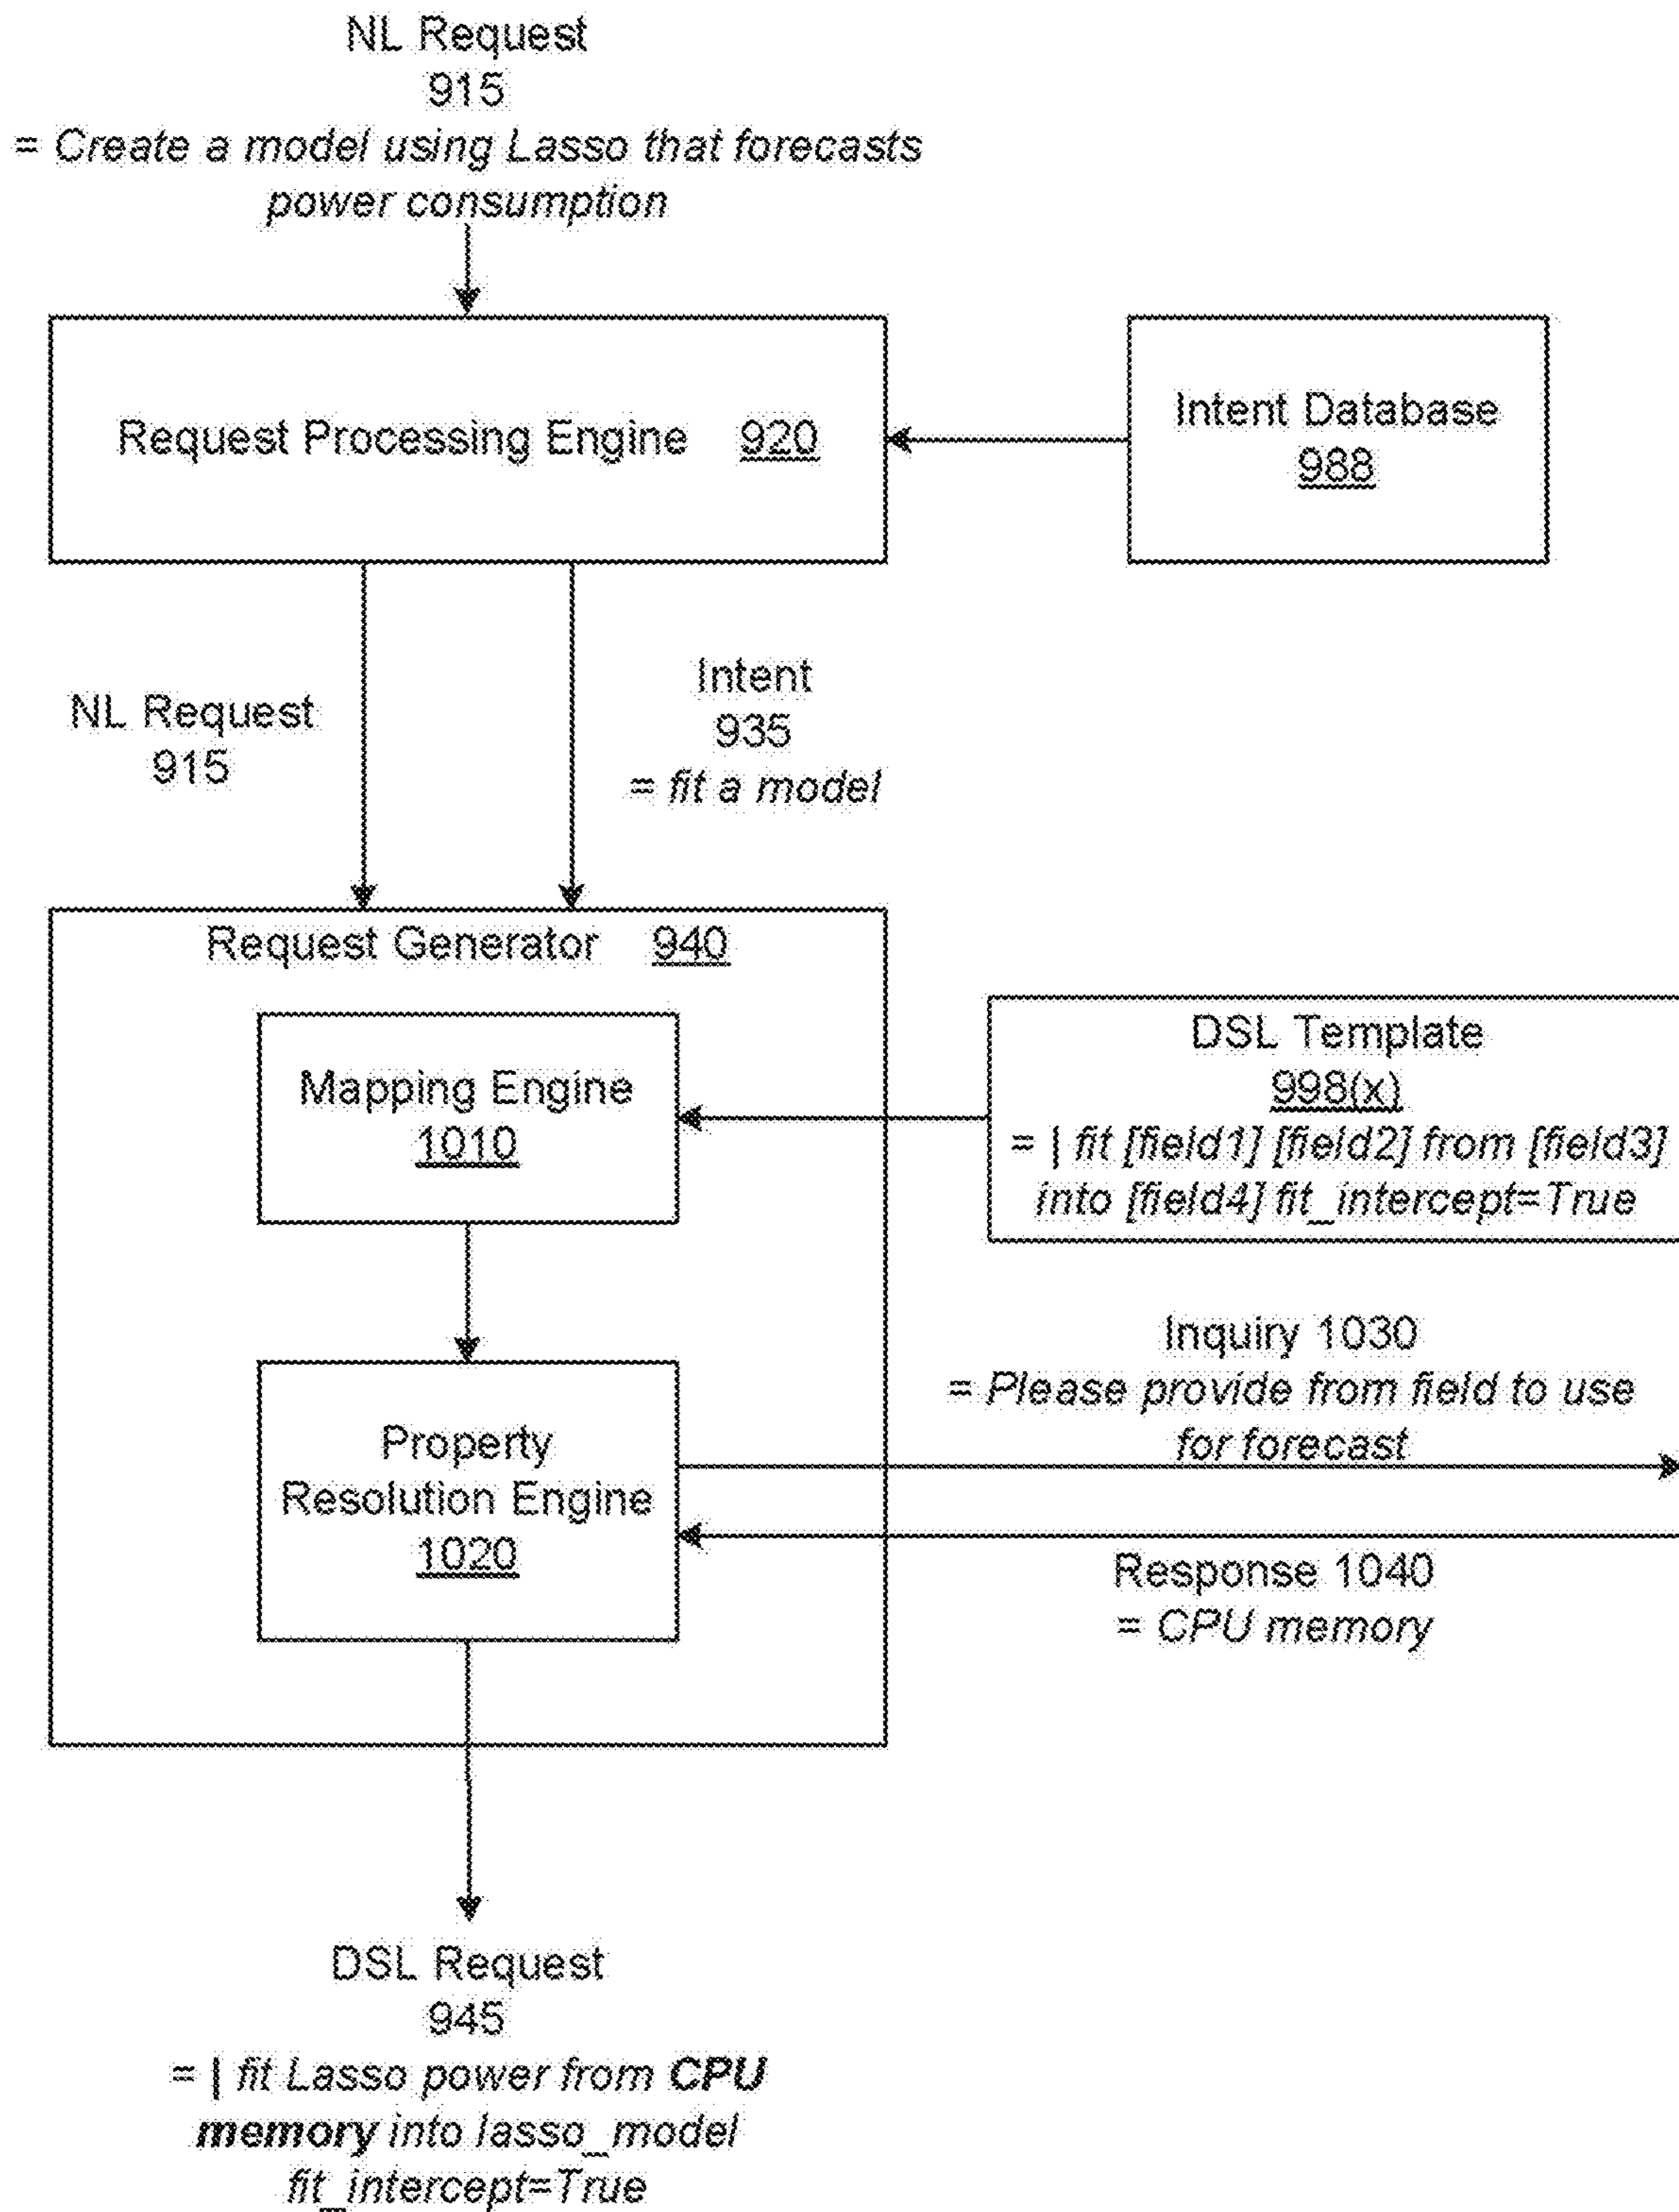 NL Request
915
= Create a model using Lasso that forecasts
power consumption
Request Processing Engine 920
Intent Database
988
NL Request
915
Intent
935
= fit a model
Request Generator 940
Mapping Engine
1010
DSL Template
998(x)
= | fit [field1] [field2] from [field3]
into [field4] fit_intercept=True
Inquiry 1030
= Please provide from field to use
for forecast
Property
Resolution Engine
1020
Response 1040
= CPU memory
DSL Request
945
= | fit Lasso power from CPU
memory into lasso_model
fit_intercept=True